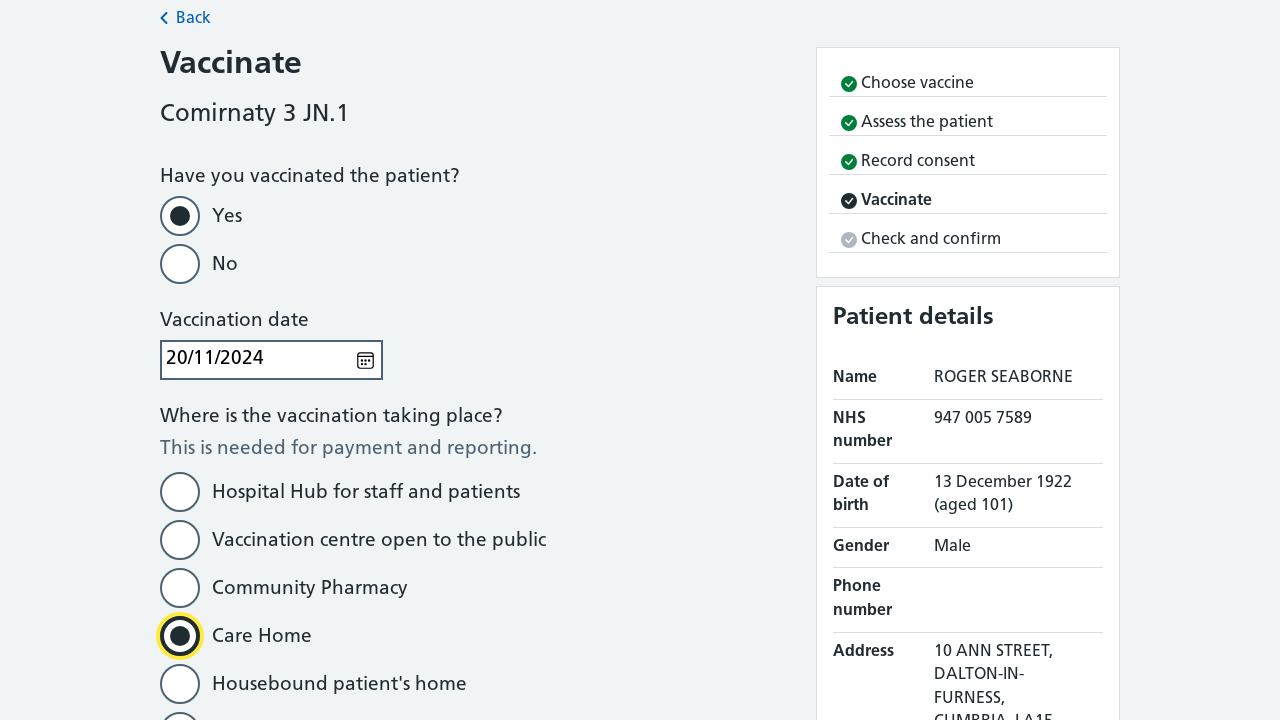 Back
Vaccinate
Comirnaty 3 JN.1
Have you vaccinated the patient?
Yes
No
Vaccination date
20/11/2024
Where is the vaccination taking place?
This is needed for payment and reporting.
Hospital Hub for staff and patients
Vaccination centre open to the public
Community Pharmacy
Care Home
Housebound patient's home
Choose vaccine
Assess the patient
Record consent
Vaccinate
Check and confirm
Patient details
Name ROGER SEABORNE
NHS number 947 005 7589
Date of birth 13 December 1922 (aged 101)
Gender Male
Phone number
Address 10 ANN STREET,
DALTON-IN-
FURNESS,
CUMBRIA, LA15